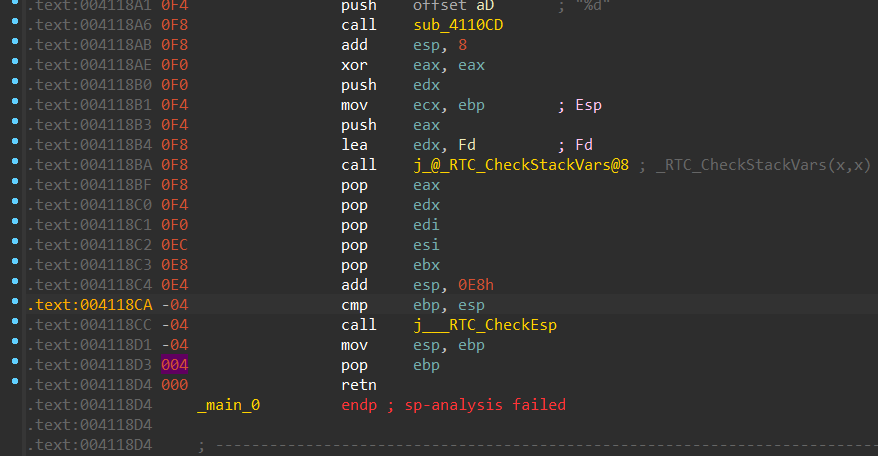 .text:004118A1 0F4 push offset aD ; "%d"
.text:004118A6 0F8 call sub_4110CD
.text:004118AB 0F8 add esp, 8
.text:004118AE 0F0 xor eax, eax
.text:004118B0 0F0 push edx
.text:004118B1 0F4 mov ecx, ebp ; Esp
.text:004118B3 0F4 push eax
.text:004118B4 0F8 lea edx, Fd ; Fd
.text:004118BA 0F8 call j_@_RTC_CheckStackVars@8 ; _RTC_CheckStackVars(x,x)
.text:004118BF 0F8 pop eax
.text:004118C0 0F4 pop edx
.text:004118C1 0F0 pop edi
.text:004118C2 0EC pop esi
.text:004118C3 0E8 pop ebx
.text:004118C4 0E4 add esp, 0E8h
.text:004118CA -04 cmp ebp, esp
.text:004118CC -04 call j___RTC_CheckEsp
.text:004118D1 -04 mov esp, ebp
.text:004118D3 004 pop ebp
.text:004118D4 000 retn
.text:004118D4 _main_0 endp ; sp-analysis failed
.text:004118D4
.text:004118D4 ; ---------------------------------------------------------------------------